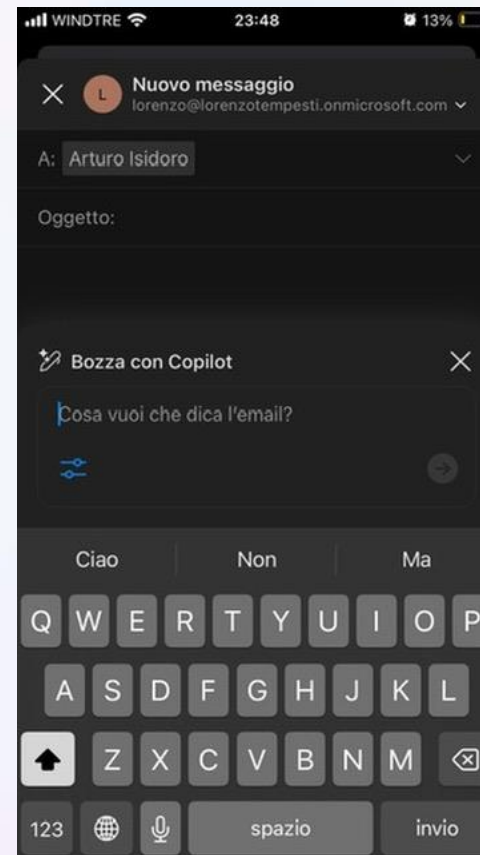 WINDTRE 23:48 13%
L Nuovo messaggio
lorenzo@lorenzotempesti.onmicrosoft.com
A: Arturo Isidoro
Oggetto:
Bozza con Copilot
Cosa vuoi che dica l'email?
Ciao Non Ma
Q W E R T Y U I O P
A S D F G H J K L
Z X C V B N M
123 spazio invio